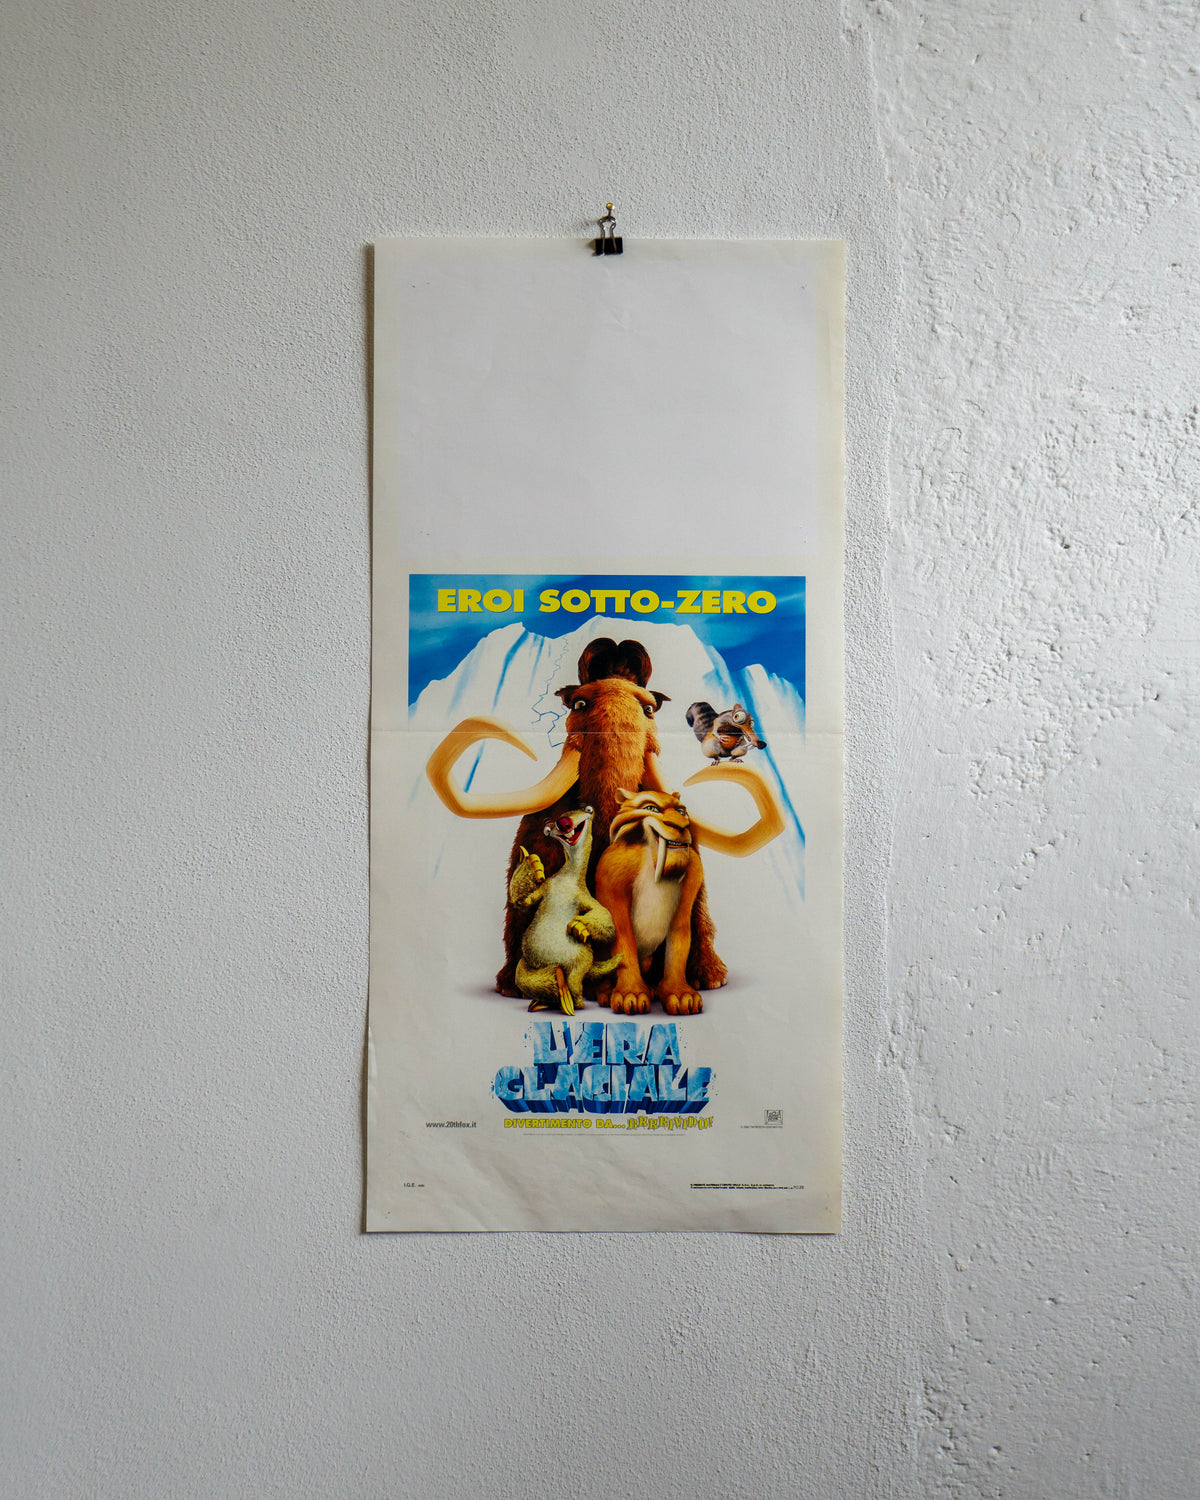 EROI SOTTO-ZERO
L'ERA
GLACIALE
www.20thfox.it
DIVERTIMENTO DA... BRRRIVIDO!
I.G.E.